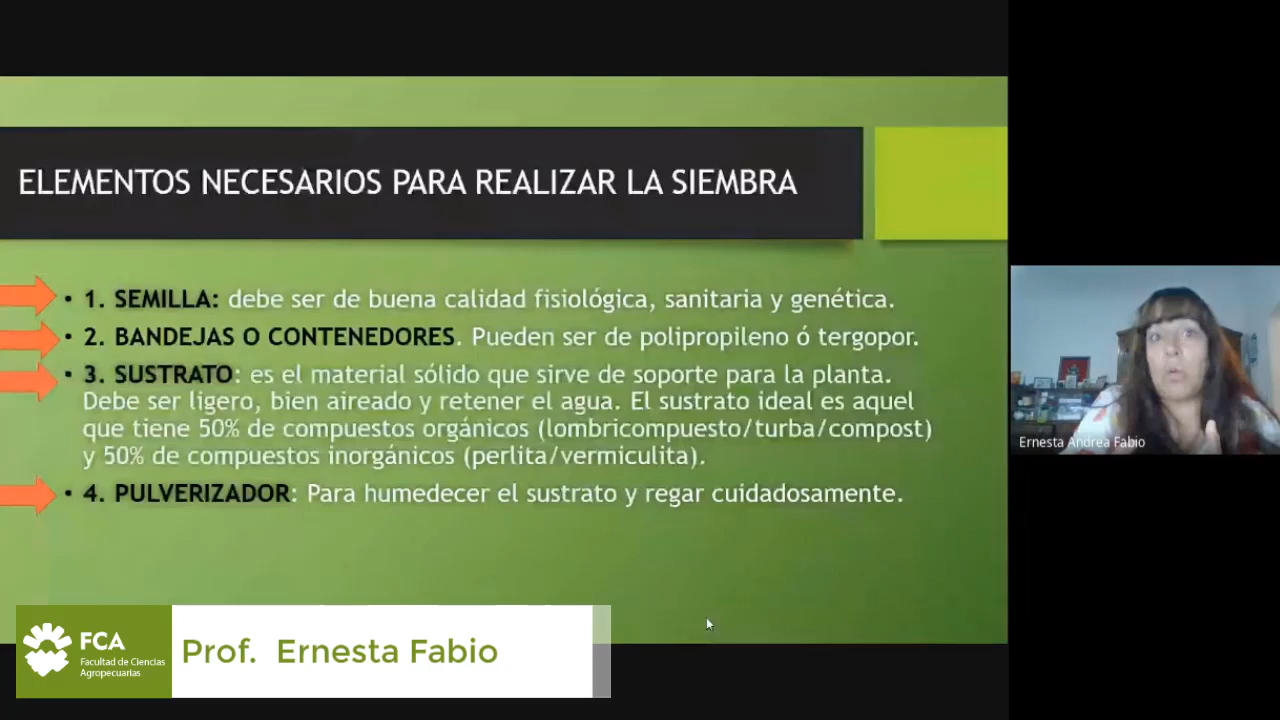 ELEMENTOS NECESARIOS PARA REALIZAR LA SIEMBRA
• 1. SEMILLA: debe ser de buena calidad fisiológica, sanitaria y genética.
• 2. BANDEJAS O CONTENEDORES. Pueden ser de polipropileno ó tergopor.
• 3. SUSTRATO: es el material sólido que sirve de soporte para la planta.
Debe ser ligero, bien aireado y retener el agua. El sustrato ideal es aquel
que tiene 50% de compuestos orgánicos (lombricompuesto/turba/compost)
y 50% de compuestos inorgánicos (perlita/vermiculita).
• 4. PULVERIZADOR: Para humedecer el sustrato y regar cuidadosamente.
Ernesta Andrea Fabio
FCA
Facultad de Ciencias
Agropecuarias
Prof. Ernesta Fabio